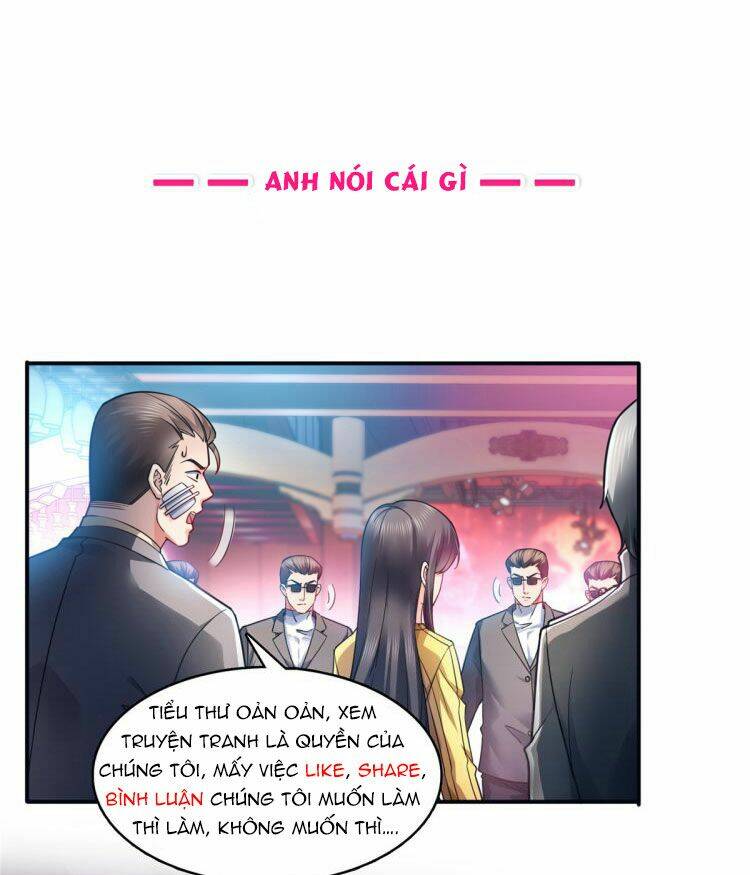 ANH NÓI CÁI GÌ
TIỂU THƯ OẢN OẢN, XEM
TRUYỆN TRANH LÀ QUYỀN CỦA
CHÚNG TÔI, MẤY VIỆC LIKE, SHARE,
BÌNH LUẬN CHÚNG TÔI MUỐN LÀM
THÌ LÀM, KHÔNG MUỐN THÌ....